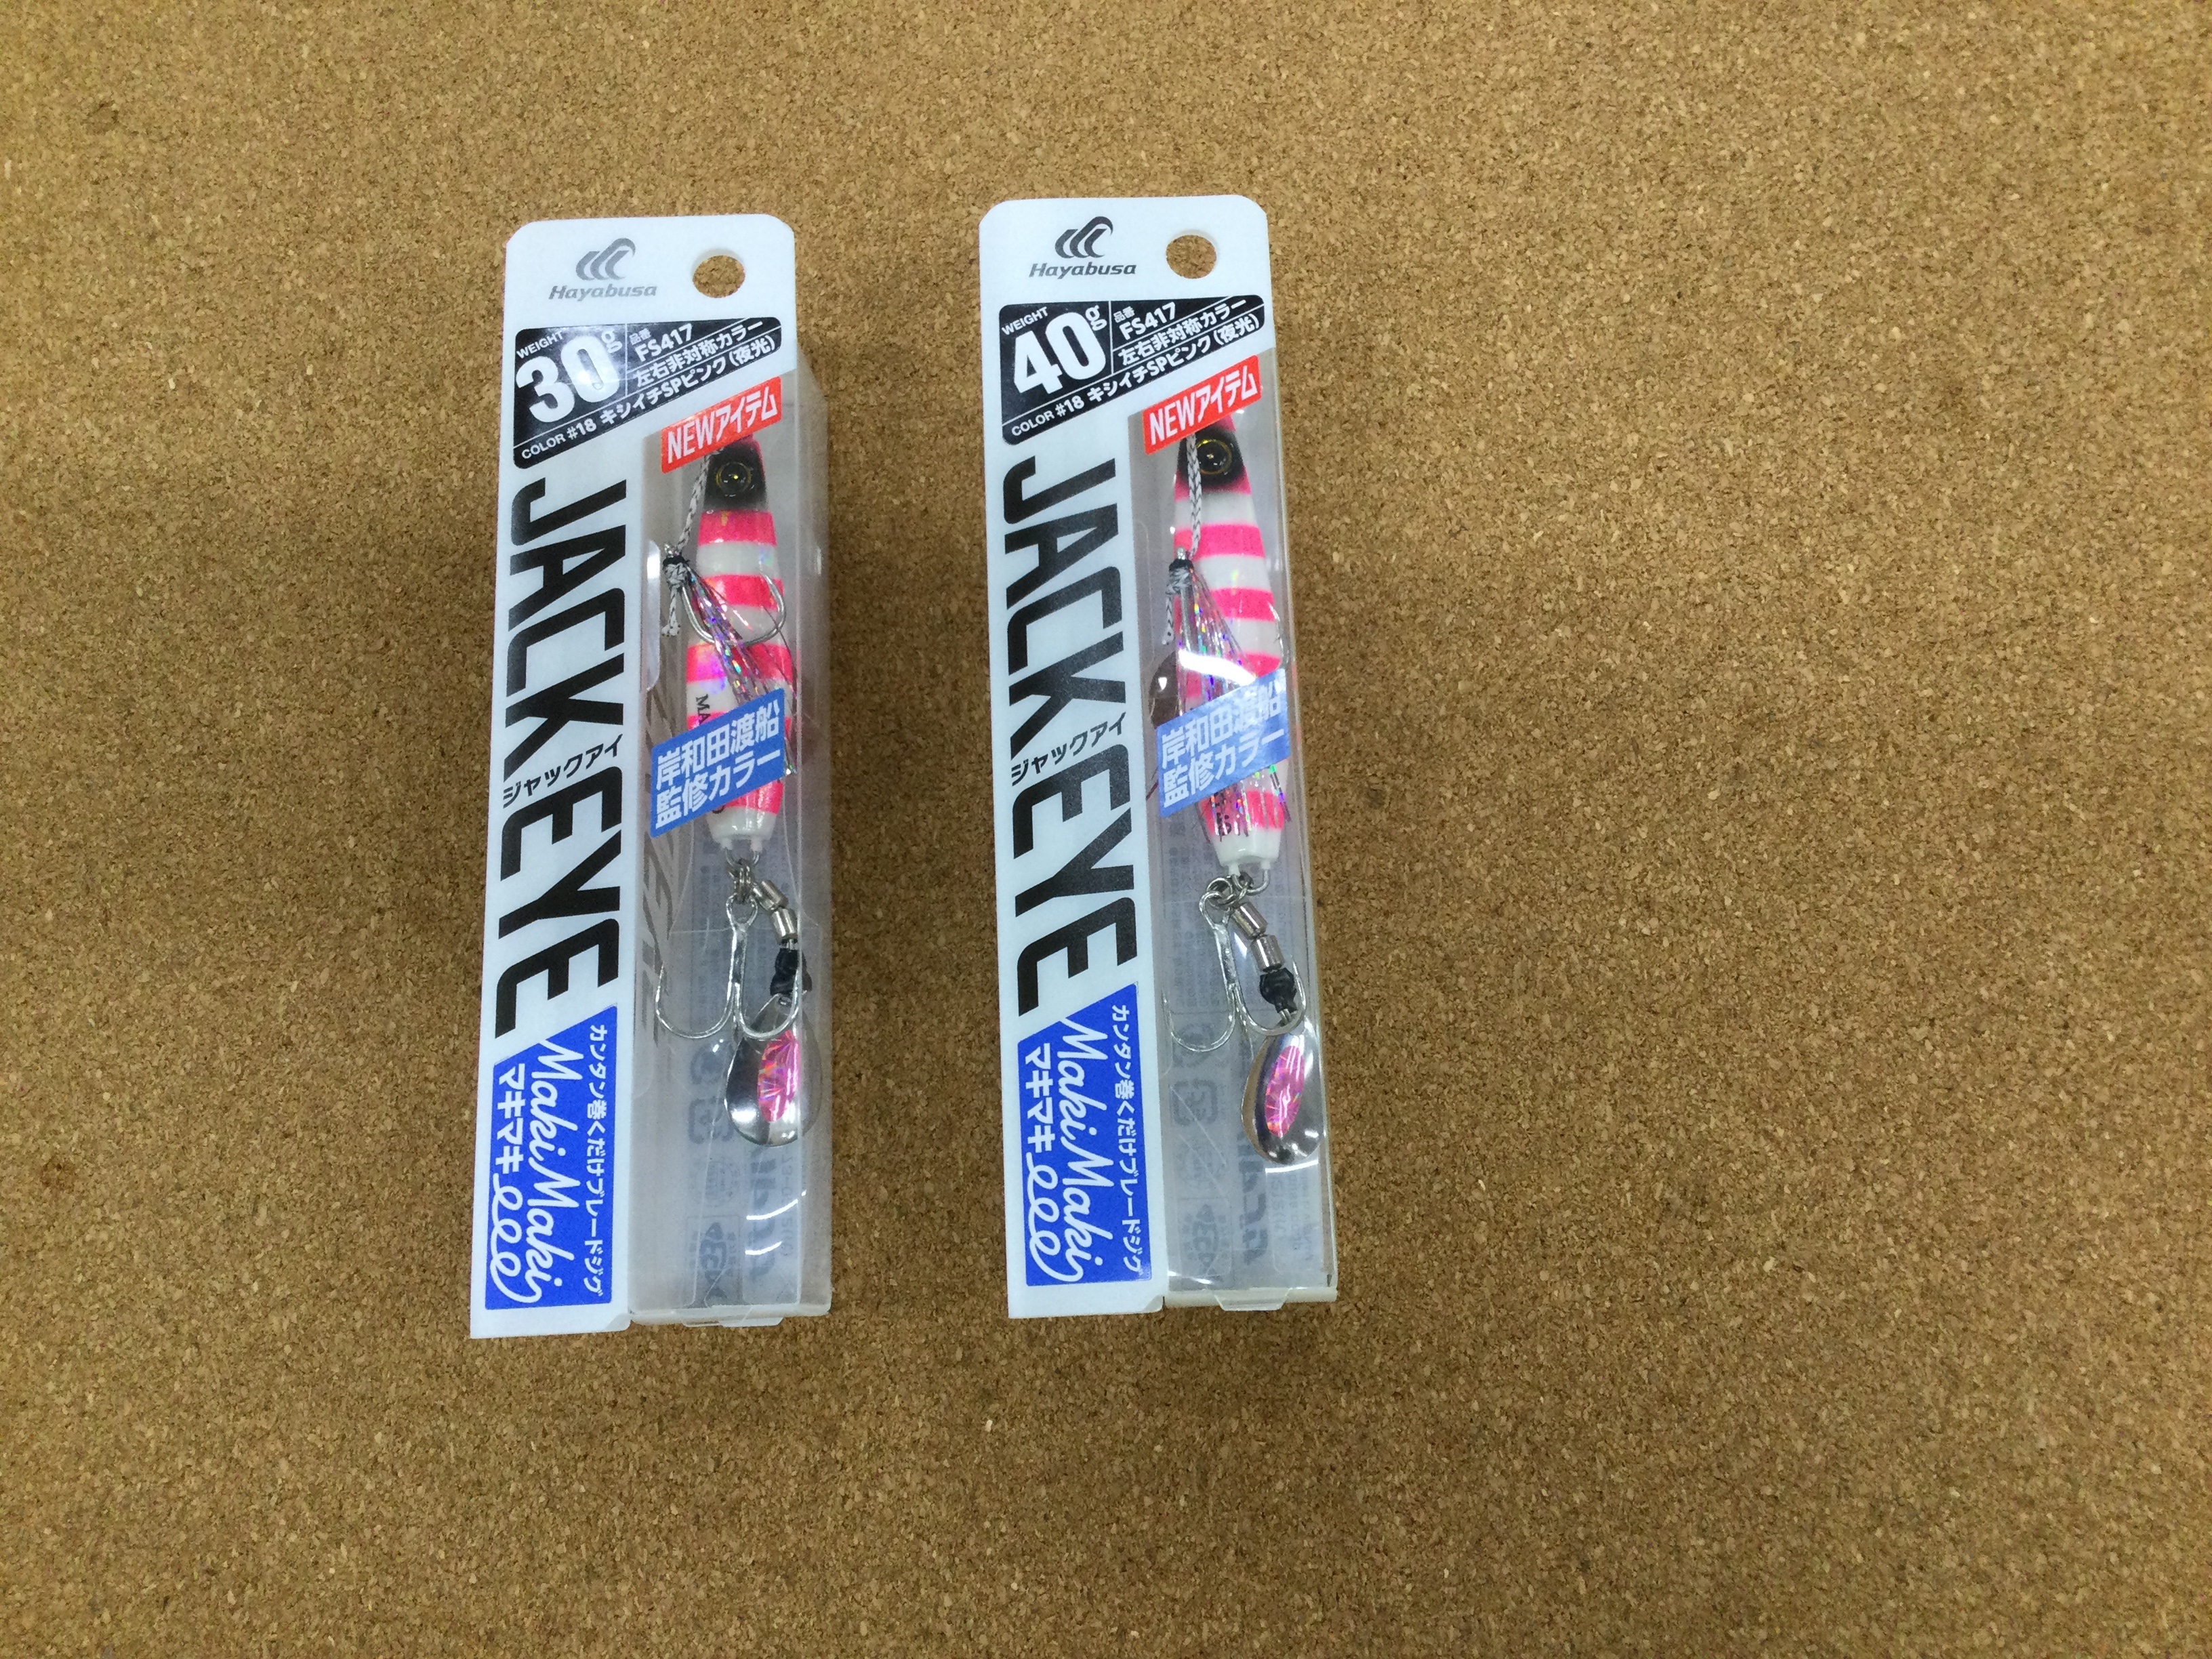 Hayabusa
WEIGHT
30g
品番
FS417
左右非対称カラー
COLOR #18 キシイチSPピンク(夜光)
NEWアイテム
JACK EYE
ジャックアイ
岸和田渡船
監修カラー
カンタン巻くだけブレードジグ
MakiMaki
マキマキ
Hayabusa
WEIGHT
40g
品番
FS417
左右非対称カラー
COLOR #18 キシイチSPピンク(夜光)
NEWアイテム
JACK EYE
ジャックアイ
岸和田渡船
監修カラー
カンタン巻くだけブレードジグ
MakiMaki
マキマキ